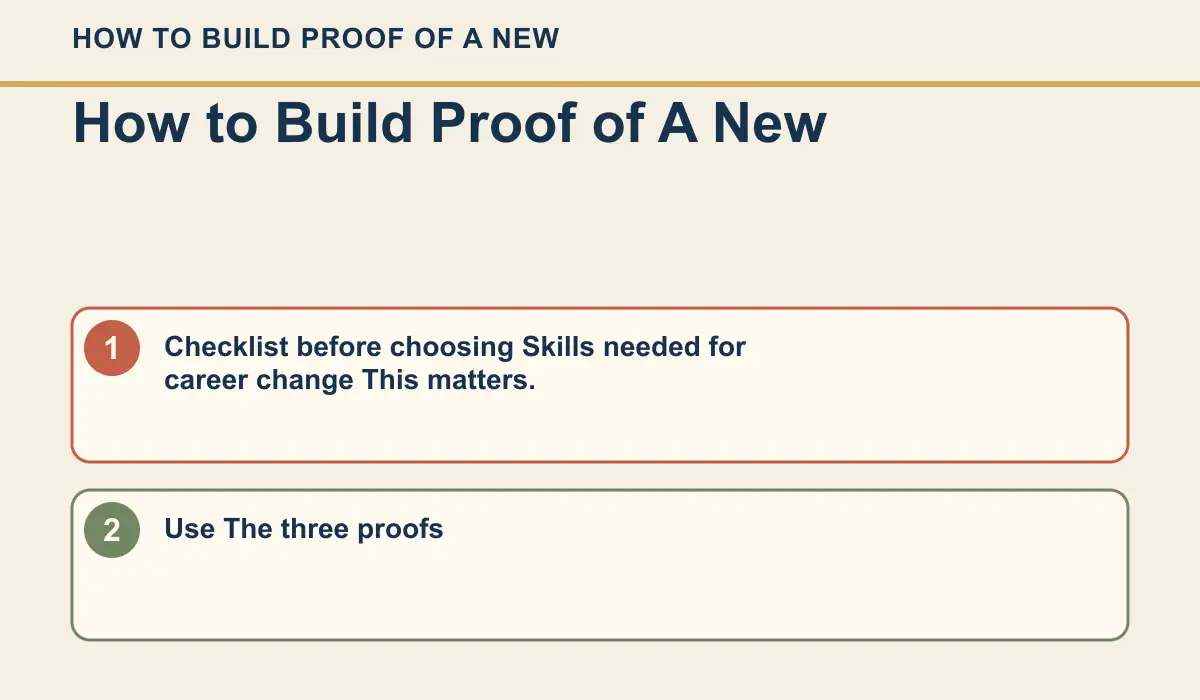 HOW TO BUILD PROOF OF A NEW
How to Build Proof of A New
1
Checklist before choosing Skills needed for
career change This matters.
2
Use The three proofs